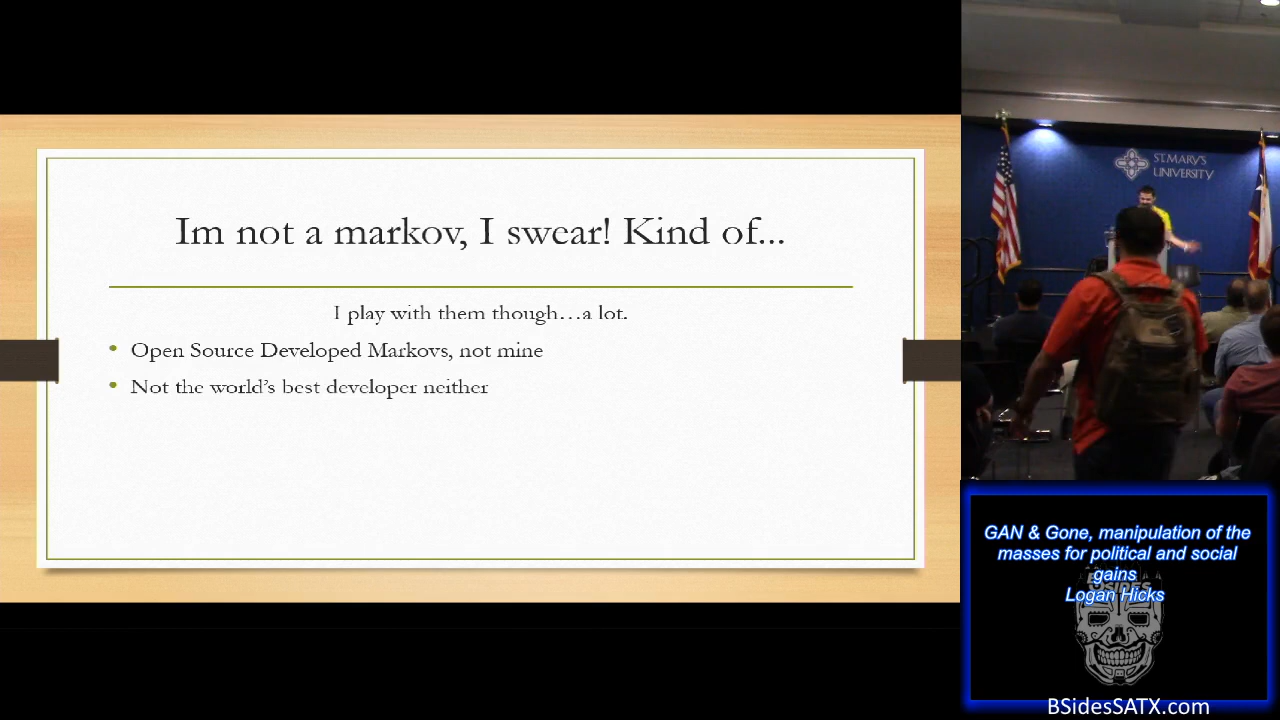 Im not a markov, I swear! Kind of...
I play with them though...a lot.
• Open Source Developed Markovs, not mine
• Not the world's best developer neither
ST. MARY'S
UNIVERSITY
GAN & Gone, manipulation of the
masses for political and social
gains
Logan Hicks
BSIDES
BSidesSATX.com